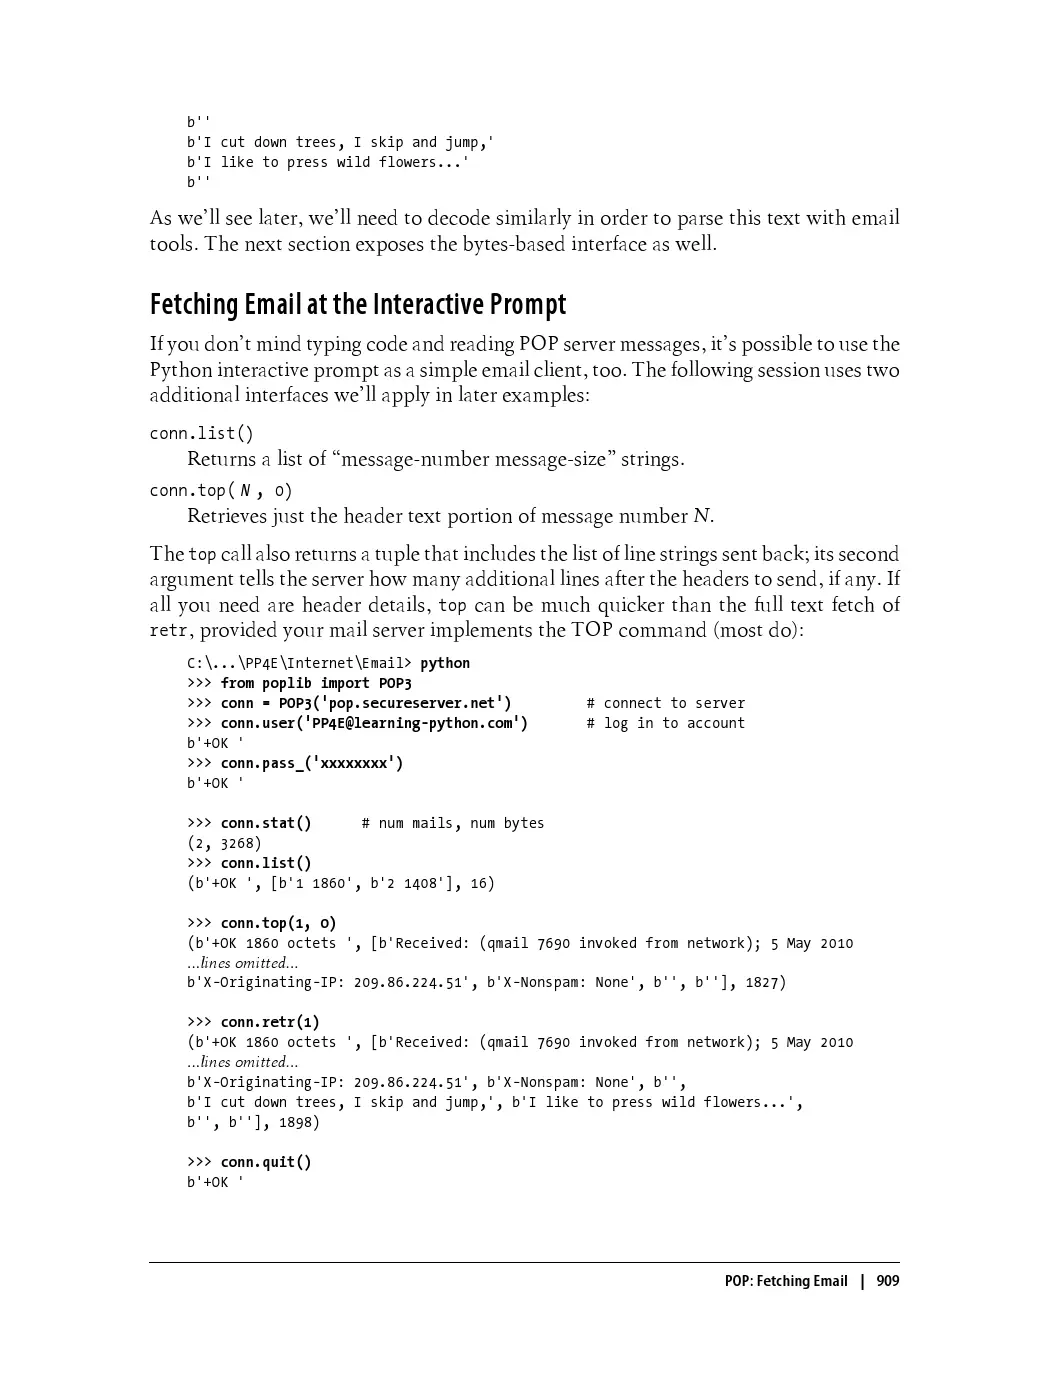 b''
b'I cut down trees, I skip and jump,'
b'I like to press wild flowers...'
b''
As we’ll see later, we’ll need to decode similarly in order to parse this text with email
tools. The next section exposes the bytes-based interface as well.
Fetching Email at the Interactive Prompt
If you don’t mind typing code and reading POP server messages, it’s possible to use the
Python interactive prompt as a simple email client, too. The following session uses two
additional interfaces we’ll apply in later examples:
conn.list()
Returns a list of “message-number message-size” strings.
conn.top( N , 0)
Retrieves just the header text portion of message number N.
The top call also returns a tuple that includes the list of line strings sent back; its second
argument tells the server how many additional lines after the headers to send, if any. If
all you need are header details, top can be much quicker than the full text fetch of
retr, provided your mail server implements the TOP command (most do):
C:\...\PP4E\Internet\Email> python
>>> from poplib import POP3
>>> conn = POP3('pop.secureserver.net') # connect to server
>>> conn.user('PP4E@learning-python.com') # log in to account
b'+OK '
>>> conn.pass_('xxxxxxxx')
b'+OK '
>>> conn.stat() # num mails, num bytes
(2, 3268)
>>> conn.list()
(b'+OK ', [b'1 1860', b'2 1408'], 16)
>>> conn.top(1, 0)
(b'+OK 1860 octets ', [b'Received: (qmail 7690 invoked from network); 5 May 2010
...lines omitted...
b'X-Originating-IP: 209.86.224.51', b'X-Nonspam: None', b'', b''], 1827)
>>> conn.retr(1)
(b'+OK 1860 octets ', [b'Received: (qmail 7690 invoked from network); 5 May 2010
...lines omitted...
b'X-Originating-IP: 209.86.224.51', b'X-Nonspam: None', b'',
b'I cut down trees, I skip and jump,', b'I like to press wild flowers...',
b'', b''], 1898)
>>> conn.quit()
b'+OK '
POP: Fetching Email | 909